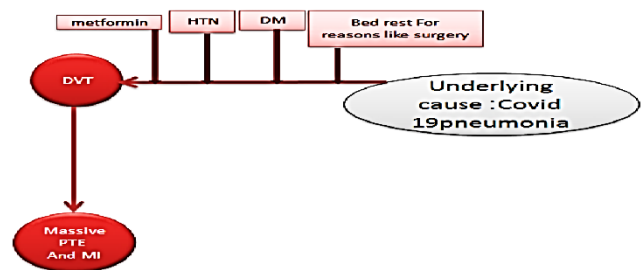 metformin
HTN
DM
Bed rest For
reasons like surgery
DVT
Underlying
cause :Covid
19pneumonia
Massive
PTE
And MI